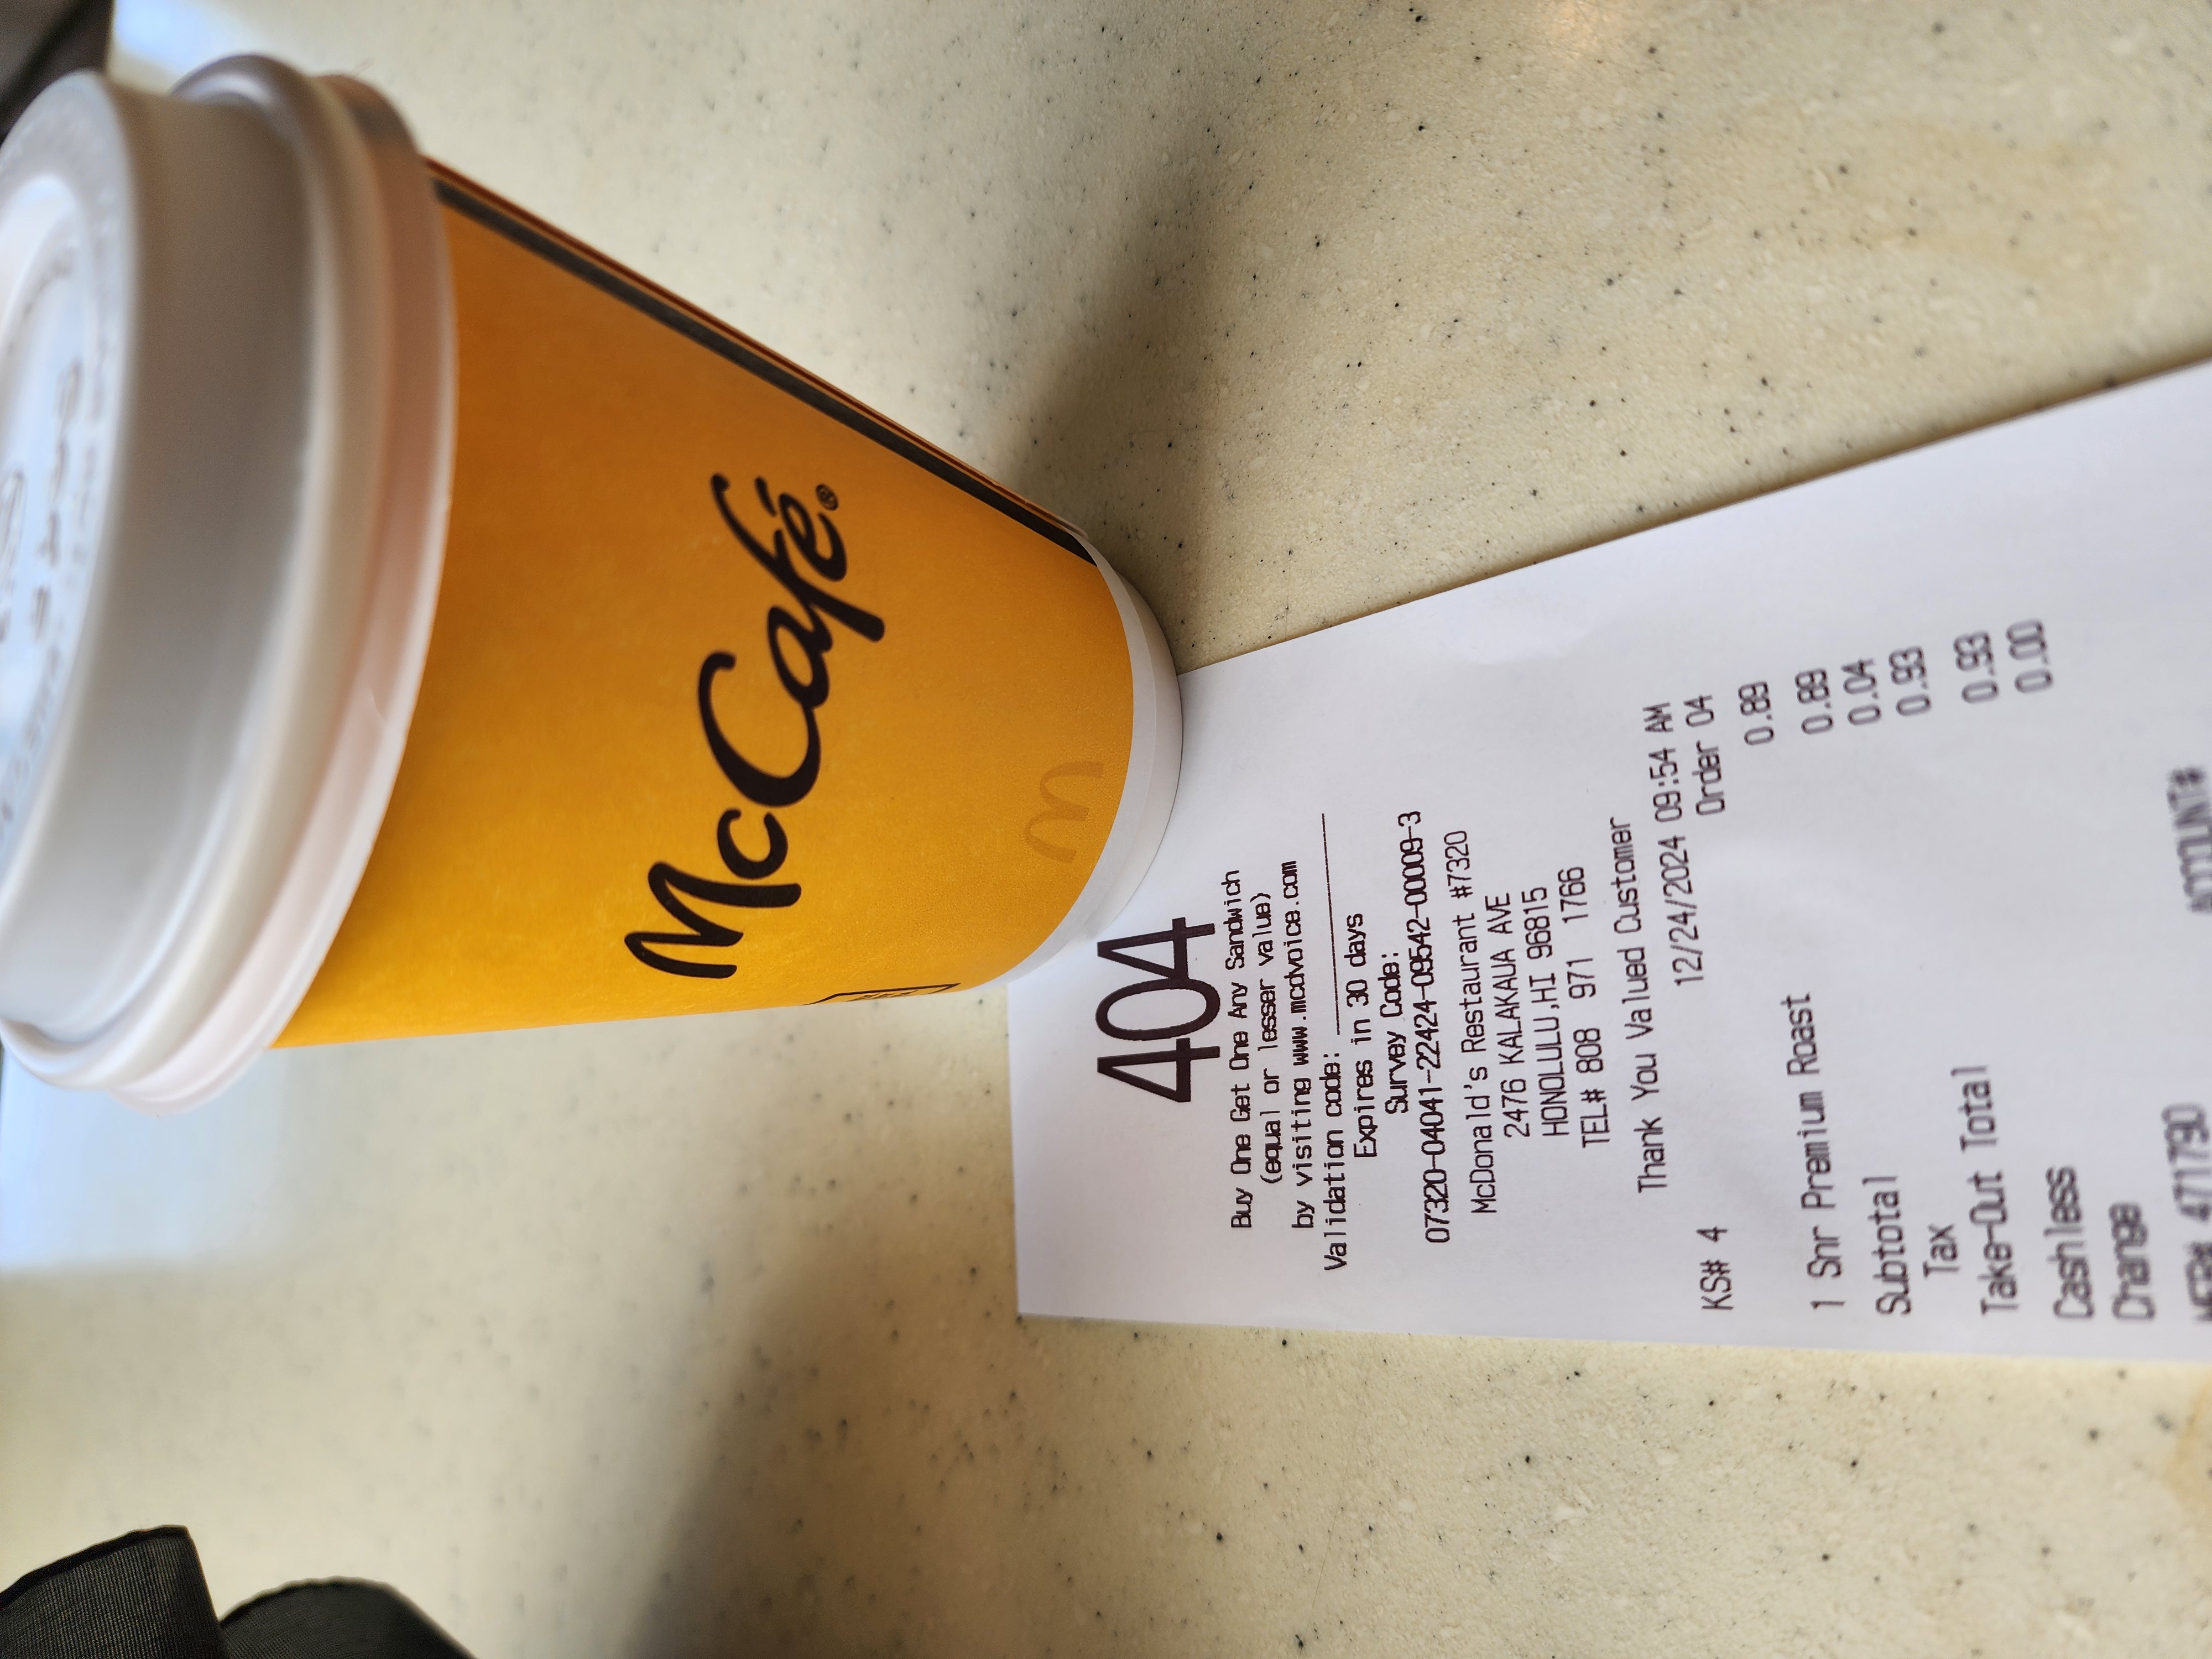 McCafé®
404
Buy One Get One Any Sandwich
(equal or lesser value)
by visiting www.mcdvoice.com
Validation code: ____________
Expires in 30 days
Survey Code:
07320-04041-22424-09542-00009-3
McDonald's Restaurant #7320
2476 KALAKAUA AVE
HONOLULU,HI 96815
TEL# 808 971 1766
Thank You Valued Customer
12/24/2024 09:54 AM
KS# 4 Order 04
0.89
1 Snr Premium Roast
Subtotal 0.89
Tax 0.04
Take-Out Total 0.93
Cashless 0.93
Change 0.00
MER# 471790 ACCOUNT#